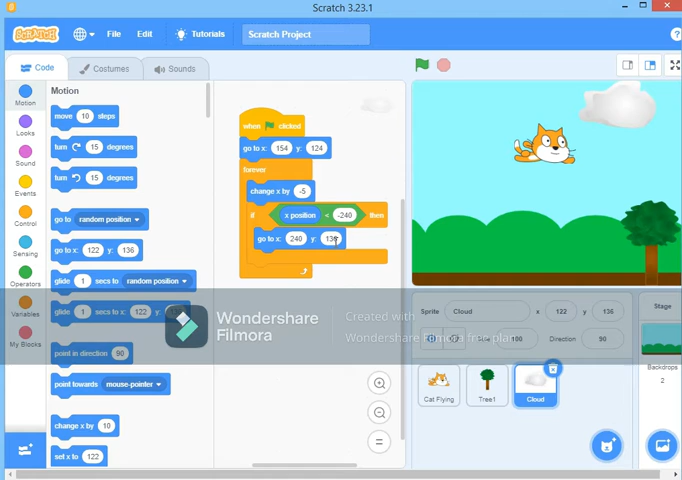 Scratch 3.23.1
SCRATCH File Edit Tutorials Scratch Project
Code Costumes Sounds
Motion
Looks
Sound
Events
Control
Sensing
Operators
Variables
My Blocks
Motion
move 10 steps
turn 15 degrees
turn 15 degrees
go to random position
go to x: 122 y: 136
glide 1 secs to random position
glide 1 secs to x: 122
point in direction 90
point towards mouse-pointer
change x by 10
set x to 122
when clicked
go to x: 154 y: 124
forever
change x by -5
if x position < -240 then
go to x: 240 y:
Wondershare
Filmora
Created with
Wondershare Filmora free plan
Sprite Cloud x 122 y 136
100 Direction 90
Cat Flying Tree1 Cloud
Stage
Backdrops
2